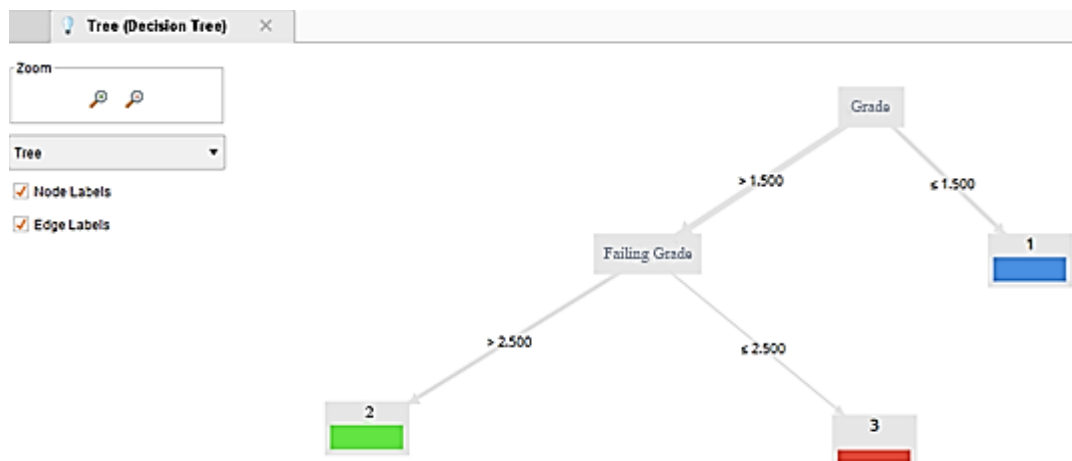 Tree (Decision Tree)
Zoom
Tree
Node Labels
Edge Labels
Grade
> 1.500
≤ 1.500
1
Failing Grade
> 2.500
≤ 2.500
2
3